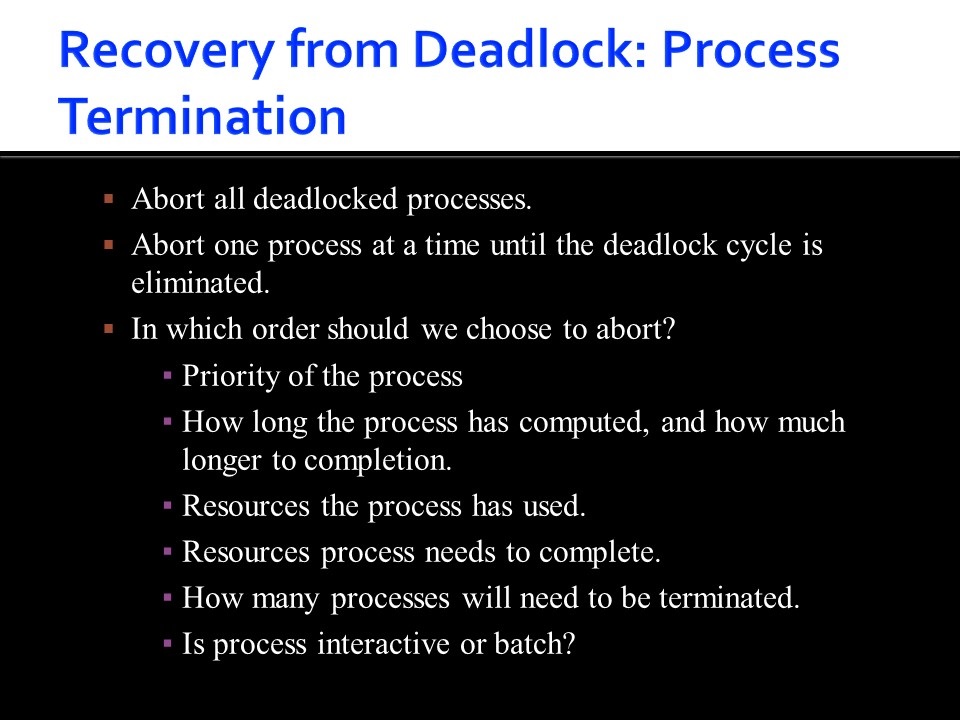 Recovery from Deadlock: Process
Termination
▪ Abort all deadlocked processes.
▪ Abort one process at a time until the deadlock cycle is
eliminated.
▪ In which order should we choose to abort?
▪ Priority of the process
▪ How long the process has computed, and how much
longer to completion.
▪ Resources the process has used.
▪ Resources process needs to complete.
▪ How many processes will need to be terminated.
▪ Is process interactive or batch?